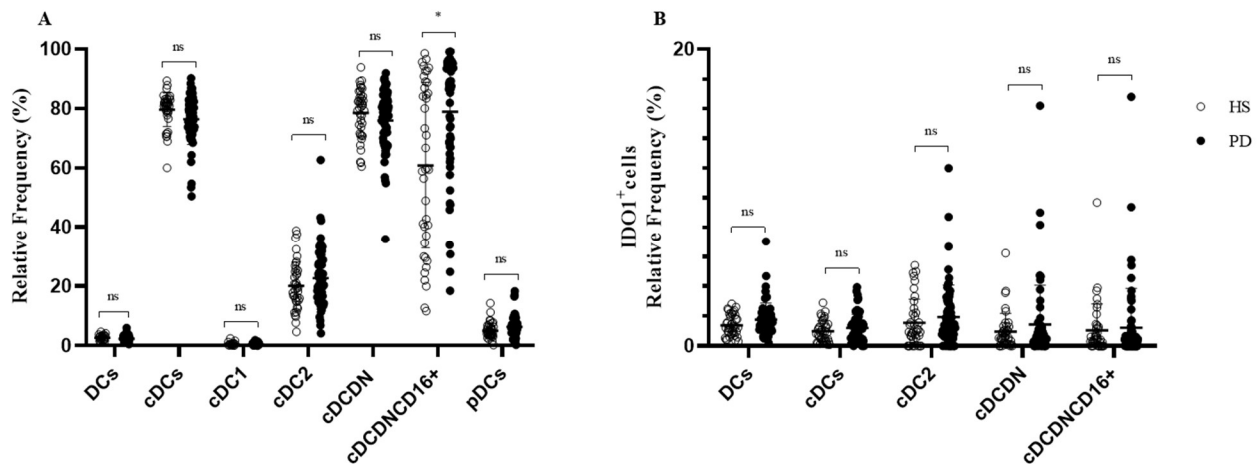 A
Relative Frequency (%)
100
80
60
40
20
0
ns
ns
ns
ns
ns
*
ns
DCs
cDCs
cDC1
cDC2
cDCDN
cDCDNCD16+
pDCs
B
IDO1+cells
Relative Frequency (%)
20
0
ns
ns
ns
ns
ns
DCs
cDCs
cDC2
cDCDN
cDCDNCD16+
HS
PD